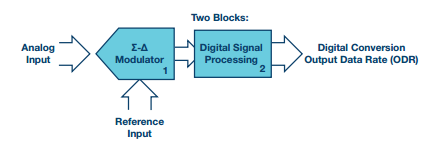 Two Blocks:
Analog
Input
Σ-Δ
Modulator
1
Digital Signal
Processing
2
Digital Conversion
Output Data Rate (ODR)
Reference
Input